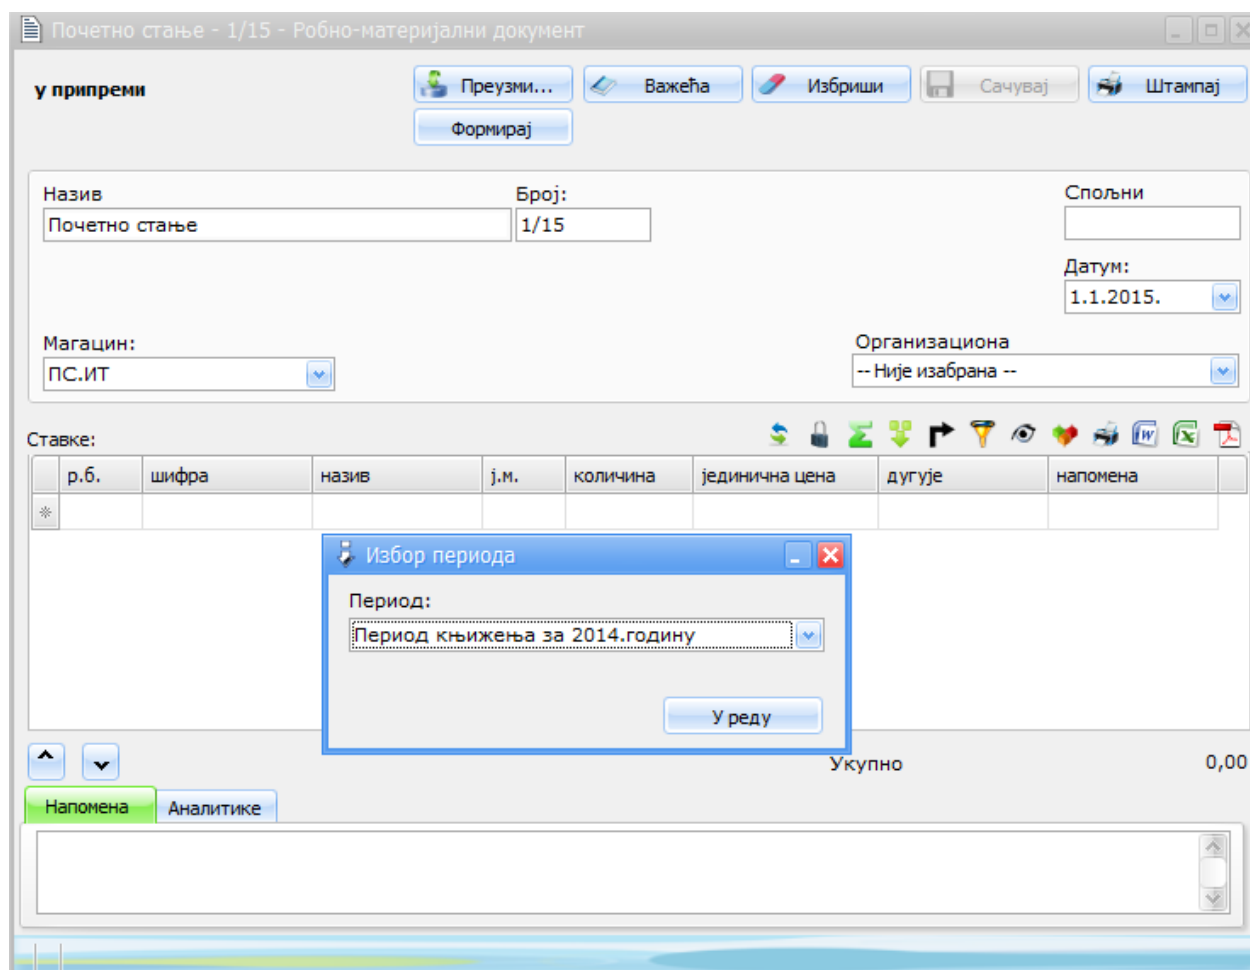 Почетно стање - 1/15 - Робно-материјални документ
у припреми
Преузми... Важећа Избриши Сачувај Штампај
Формирај
Назив Број: Спољни
Почетно стање 1/15
Датум:
1.1.2015.
Магацин: Организациона
ПС.ИТ -- Није изабрана --
Ставке:
р.б. шифра назив ј.м. количина јединична цена дугује напомена
Избор периода
Период:
Период књижења за 2014.годину
У реду
Укупно 0,00
Напомена Аналитике